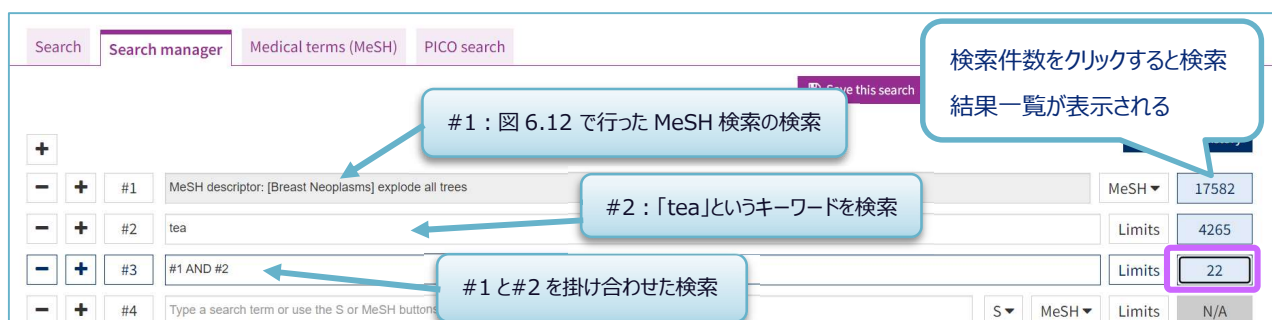 Search Search manager Medical terms (MeSH) PICO search
検索件数をクリックすると検索
結果一覧が表示される
this search
#1：図 6.12 で行った MeSH 検索の検索
+
− + #1 MeSH descriptor: [Breast Neoplasms] explode all trees MeSH▼ 17582
#2：「tea」というキーワードを検索
− + #2 tea Limits 4265
− + #3 #1 AND #2 Limits 22
#1 と#2 を掛け合わせた検索
− + #4 Type a search term or use the S or MeSH buttons S▼ MeSH▼ Limits N/A